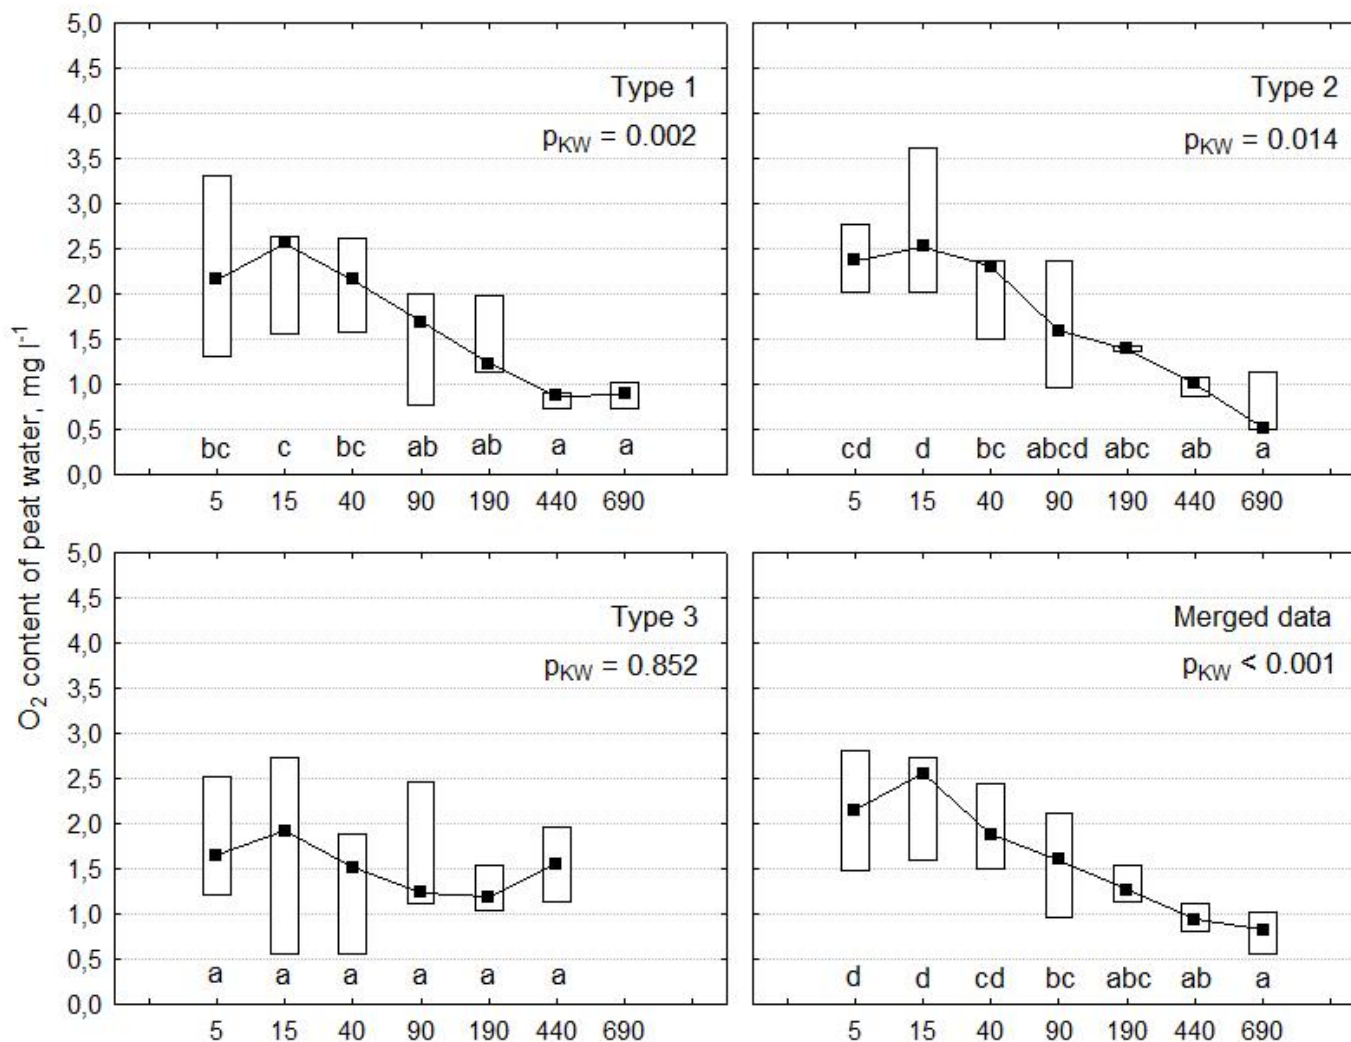 O2 content of peat water, mg l-1
5,0
4,5
4,0
3,5
3,0
2,5
2,0
1,5
1,0
0,5
0,0
Type 1
pKW = 0.002
bc c bc ab ab a a
5 15 40 90 190 440 690
Type 2
pKW = 0.014
cd d bc abcd abc ab a
5 15 40 90 190 440 690
5,0
4,5
4,0
3,5
3,0
2,5
2,0
1,5
1,0
0,5
0,0
Type 3
pKW = 0.852
a a a a a a
5 15 40 90 190 440 690
Merged data
pKW < 0.001
d d cd bc abc ab a
5 15 40 90 190 440 690